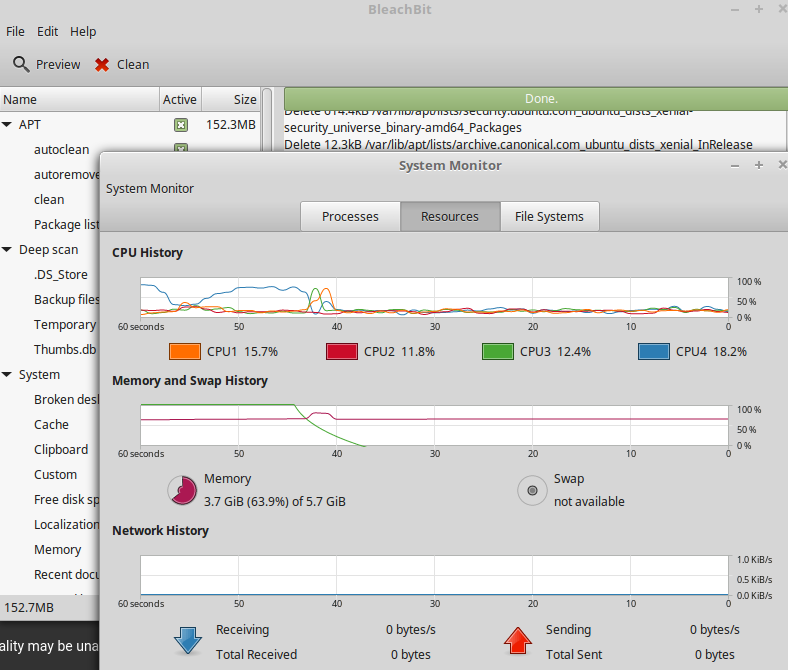 BleachBit
File Edit Help
Preview Clean
Name Active Size
Done.
APT 152.3MB
Delete 614.4kB /var/lib/apt/lists/security.ubuntu.com_ubuntu_dists_xenial-
security_universe_binary-amd64_Packages
Delete 12.3kB /var/lib/apt/lists/archive.canonical.com_ubuntu_dists_xenial_InRelease
autoclean
autoremove
clean
Package list
Deep scan
.DS_Store
Backup files
Temporary
Thumbs.db
System
Broken desk
Cache
Clipboard
Custom
Free disk sp
Localization
Memory
Recent docu
152.7MB
ality may be una
System Monitor
System Monitor
Processes Resources File Systems
CPU History
100 %
50 %
0 %
60 seconds 50 40 30 20 10 0
CPU1 15.7% CPU2 11.8% CPU3 12.4% CPU4 18.2%
Memory and Swap History
100 %
50 %
0 %
60 seconds 50 40 30 20 10 0
Memory
3.7 GiB (63.9%) of 5.7 GiB
Swap
not available
Network History
1.0 KiB/s
0.5 KiB/s
0.0 KiB/s
60 seconds 50 40 30 20 10 0
Receiving 0 bytes/s
Total Received 0 bytes
Sending 0 bytes/s
Total Sent 0 bytes